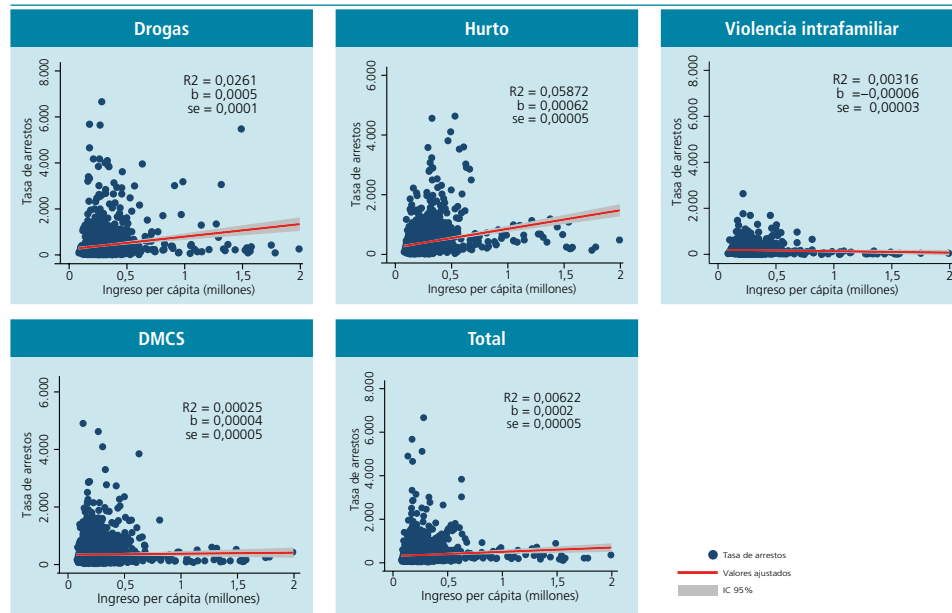 Drogas
R2 = 0,0261
b = 0,0005
se = 0,0001
Tasa de arrestos
8.000
6.000
4.000
2.000
0
0
0,5
1
1,5
2
Ingreso per cápita (millones)
Hurto
R2 = 0,05872
b = 0,00062
se = 0,00005
Tasa de arrestos
6.000
4.000
2.000
0
0
0,5
1
1,5
2
Ingreso per cápita (millones)
Violencia intrafamiliar
R2 = 0,00316
b =–0,00006
se = 0,00003
Tasa de arrestos
8.000
6.000
4.000
2.000
0
0
0,5
1
1,5
2
Ingreso per cápita (millones)
DMCS
R2 = 0,00025
b = 0,00004
se = 0,00005
Tasa de arrestos
6.000
4.000
2.000
0
0
0,5
1
1,5
2
Ingreso per cápita (millones)
Total
R2 = 0,00622
b = 0,0002
se = 0,00005
Tasa de arrestos
8.000
6.000
4.000
2.000
0
0
0,5
1
1,5
2
Ingreso per cápita (millones)
Tasa de arrestos
Valores ajustados
IC 95%